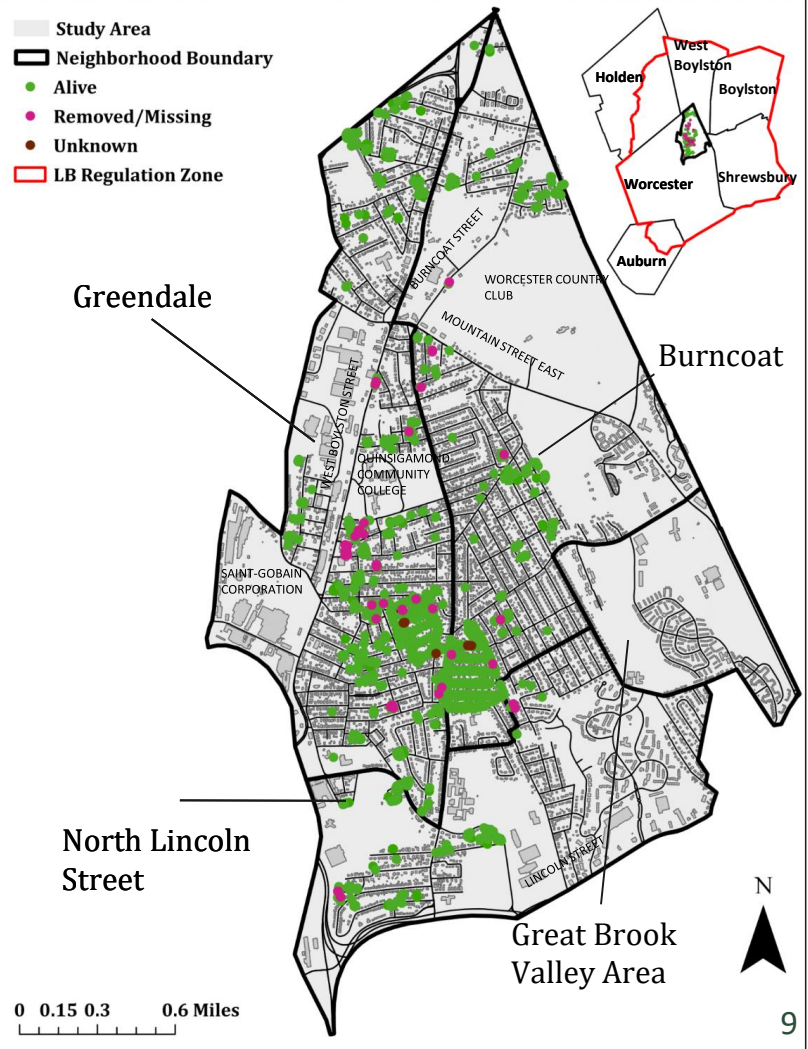 Study Area
Neighborhood Boundary
Alive
Removed/Missing
Unknown
LB Regulation Zone
West
Boylston
Holden
Boylston
Worcester
Shrewsbury
Auburn
BURNCOAT STREET
WORCESTER COUNTRY
CLUB
Greendale
MOUNTAIN STREET EAST
Burncoat
WEST BOYLSTON STREET
QUINSIGAMOND
COMMUNITY
COLLEGE
SAINT-GOBAIN
CORPORATION
North Lincoln
Street
LINCOLN STREET
Great Brook
Valley Area
N
0 0.15 0.3 0.6 Miles
9